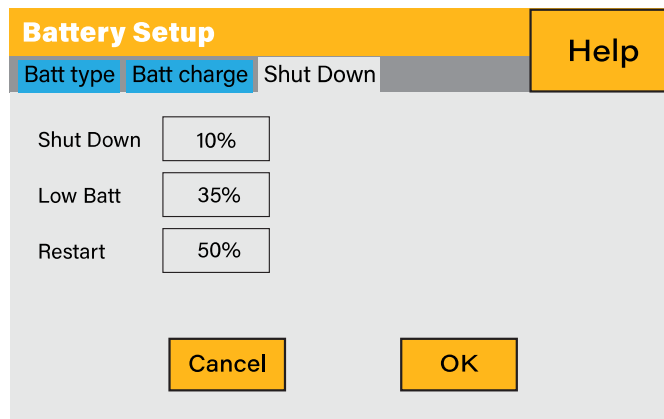 Battery Setup
Help
Batt type Batt charge Shut Down
Shut Down 10%
Low Batt 35%
Restart 50%
Cancel OK